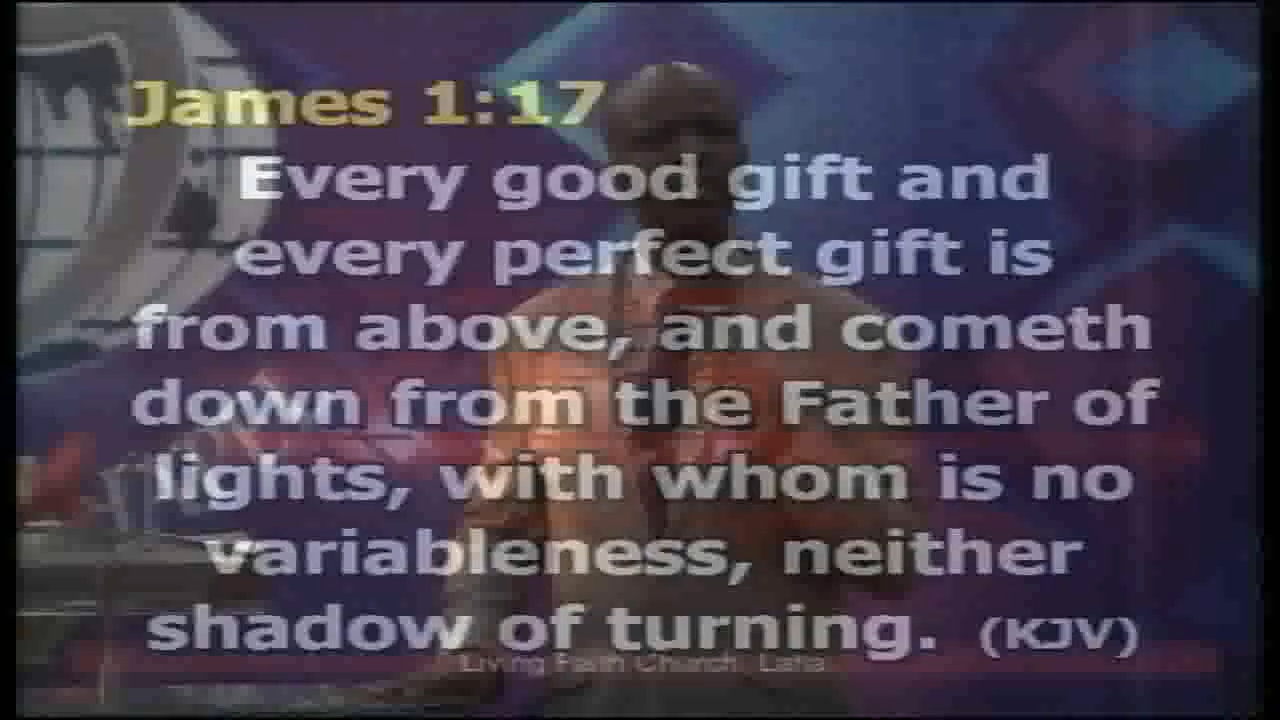 James 1:17
Every good gift and
every perfect gift is
from above, and cometh
down from the Father of
lights, with whom is no
variableness, neither
shadow of turning. (KJV)
Living Faith Church